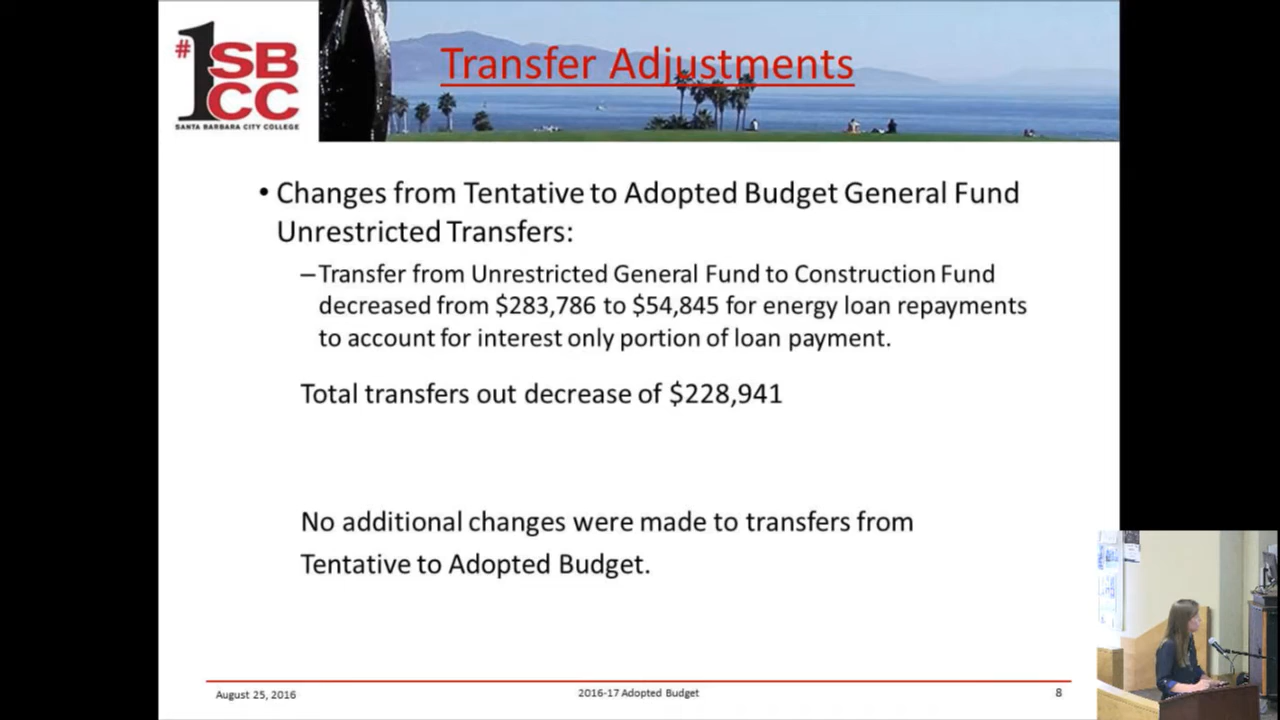 #1 SB
CC
SANTA BARBARA CITY COLLEGE
Transfer Adjustments
• Changes from Tentative to Adopted Budget General Fund
Unrestricted Transfers:
–Transfer from Unrestricted General Fund to Construction Fund
decreased from $283,786 to $54,845 for energy loan repayments
to account for interest only portion of loan payment.
Total transfers out decrease of $228,941
No additional changes were made to transfers from
Tentative to Adopted Budget.
August 25, 2016
2016-17 Adopted Budget
8